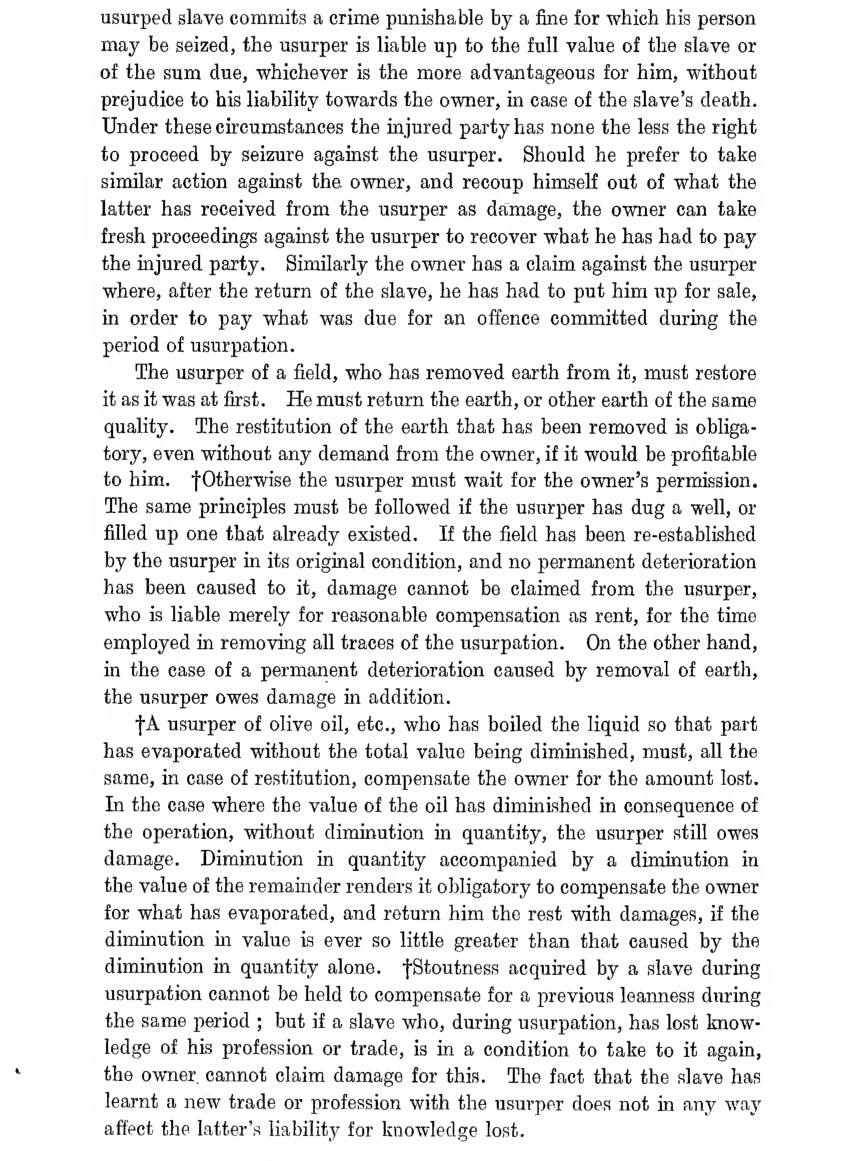 usurped slave commits a crime punishable by a fine for which his person
may be seized, the usurper is liable up to the full value of the slave or
of the sum due, whichever is the more advantageous for him, without
prejudice to his liability towards the owner, in case of the slave's death.
Under these circumstances the injured party has none the less the right
to proceed by seizure against the usurper. Should he prefer to take
similar action against the owner, and recoup himself out of what the
latter has received from the usurper as damage, the owner can take
fresh proceedings against the usurper to recover what he has had to pay
the injured party. Similarly the owner has a claim against the usurper
where, after the return of the slave, he has had to put him up for sale,
in order to pay what was due for an offence committed during the
period of usurpation.
The usurper of a field, who has removed earth from it, must restore
it as it was at first. He must return the earth, or other earth of the same
quality. The restitution of the earth that has been removed is obliga-
tory, even without any demand from the owner, if it would be profitable
to him. †Otherwise the usurper must wait for the owner's permission.
The same principles must be followed if the usurper has dug a well, or
filled up one that already existed. If the field has been re-established
by the usurper in its original condition, and no permanent deterioration
has been caused to it, damage cannot be claimed from the usurper,
who is liable merely for reasonable compensation as rent, for the time
employed in removing all traces of the usurpation. On the other hand,
in the case of a permanent deterioration caused by removal of earth,
the usurper owes damage in addition.
†A usurper of olive oil, etc., who has boiled the liquid so that part
has evaporated without the total value being diminished, must, all the
same, in case of restitution, compensate the owner for the amount lost.
In the case where the value of the oil has diminished in consequence of
the operation, without diminution in quantity, the usurper still owes
damage. Diminution in quantity accompanied by a diminution in
the value of the remainder renders it obligatory to compensate the owner
for what has evaporated, and return him the rest with damages, if the
diminution in value is ever so little greater than that caused by the
diminution in quantity alone. †Stoutness acquired by a slave during
usurpation cannot be held to compensate for a previous leanness during
the same period ; but if a slave who, during usurpation, has lost know-
ledge of his profession or trade, is in a condition to take to it again,
the owner cannot claim damage for this. The fact that the slave has
learnt a new trade or profession with the usurper does not in any way
affect the latter's liability for knowledge lost.